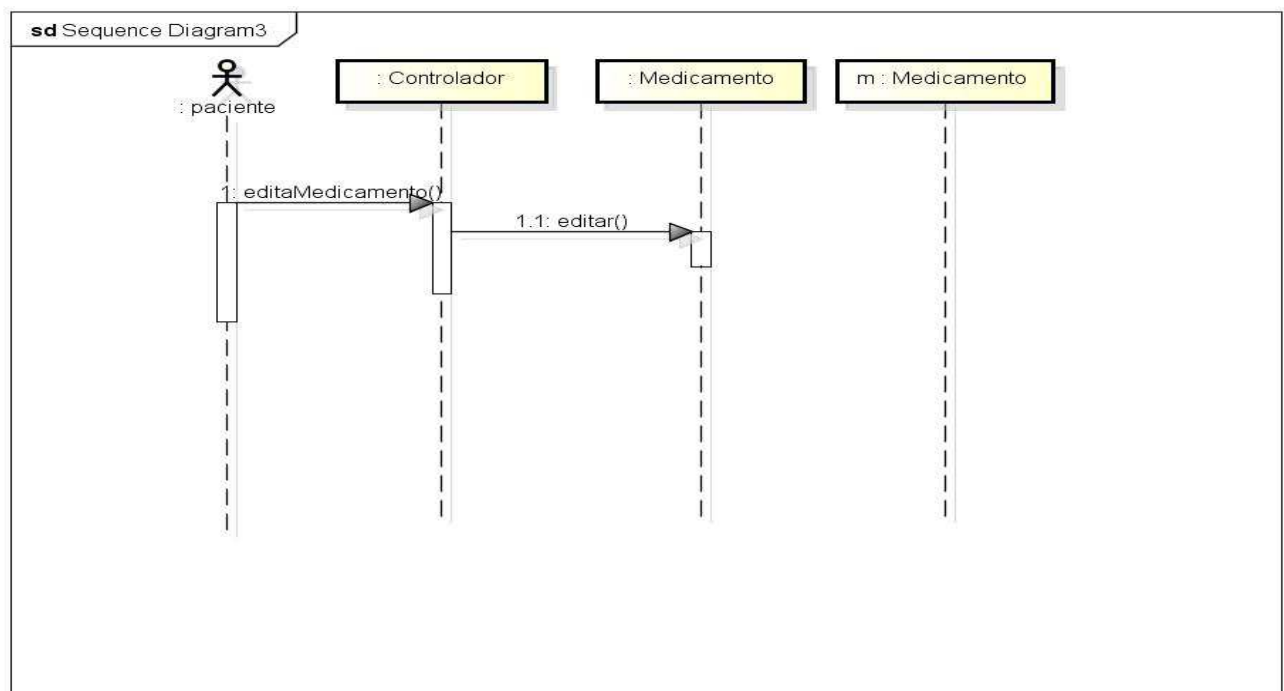 sd Sequence Diagram3
: paciente
: Controlador
: Medicamento
m : Medicamento
1: editaMedicamento()
1.1: editar()